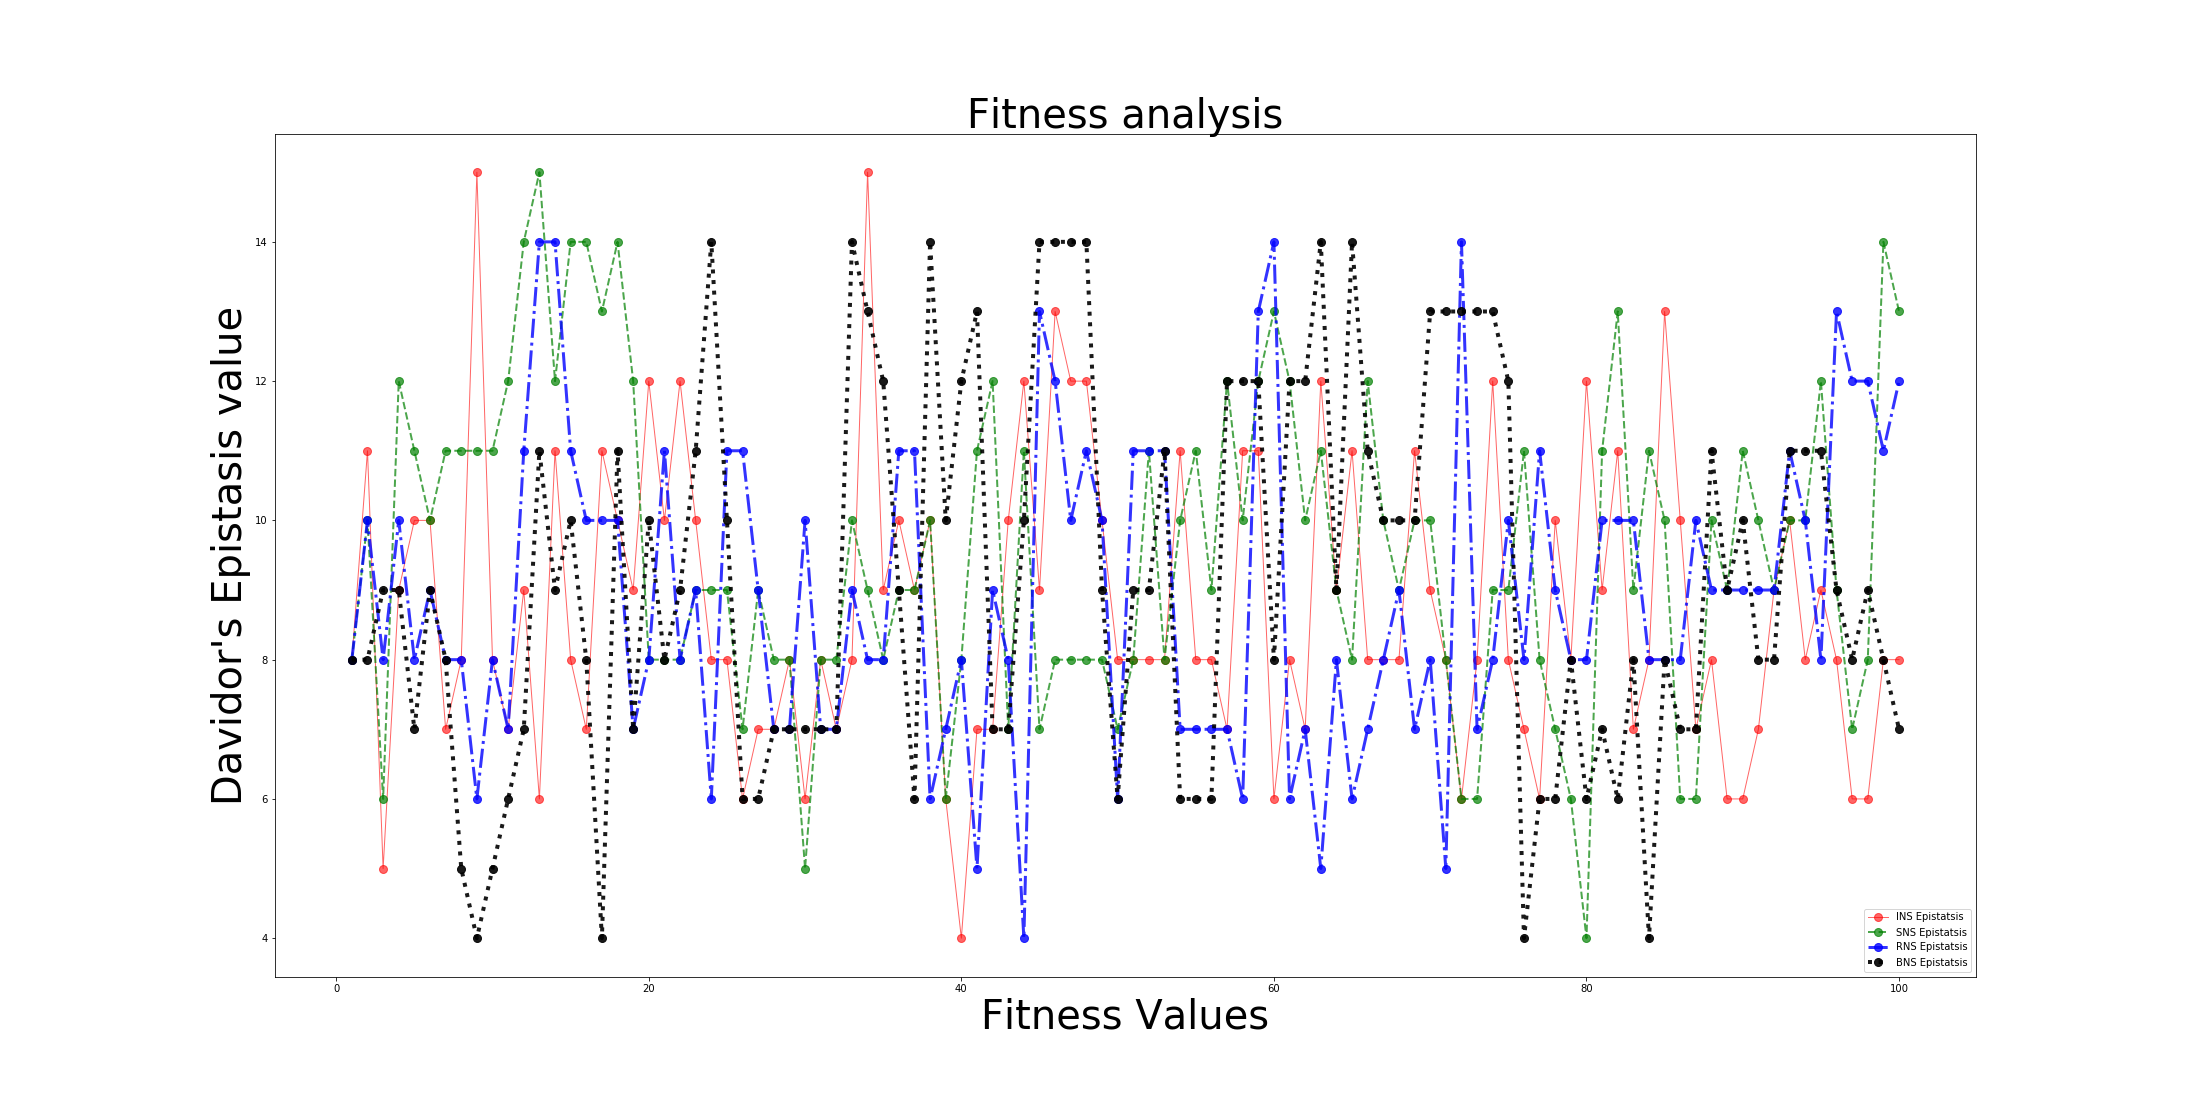 Fitness analysis
Davidor's Epistasis value
14
12
10
8
6
4
0
20
40
60
80
100
Fitness Values
INS Epistatsis
SNS Epistatsis
RNS Epistatsis
BNS Epistatsis